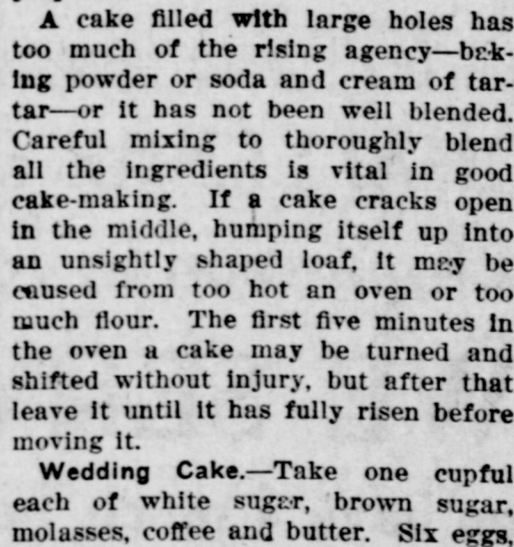 A cake filled with large holes has
too much of the rising agency—bak-
ing powder or soda and cream of tar-
tar—or it has not been well blended.
Careful mixing to thoroughly blend
all the ingredients is vital in good
cake-making. If a cake cracks open
in the middle, humping itself up into
an unsightly shaped loaf, it may be
caused from too hot an oven or too
much flour. The first five minutes in
the oven a cake may be turned and
shifted without injury, but after that
leave it until it has fully risen before
moving it.
Wedding Cake.—Take one cupful
each of white sugar, brown sugar,
molasses, coffee and butter. Six eggs,